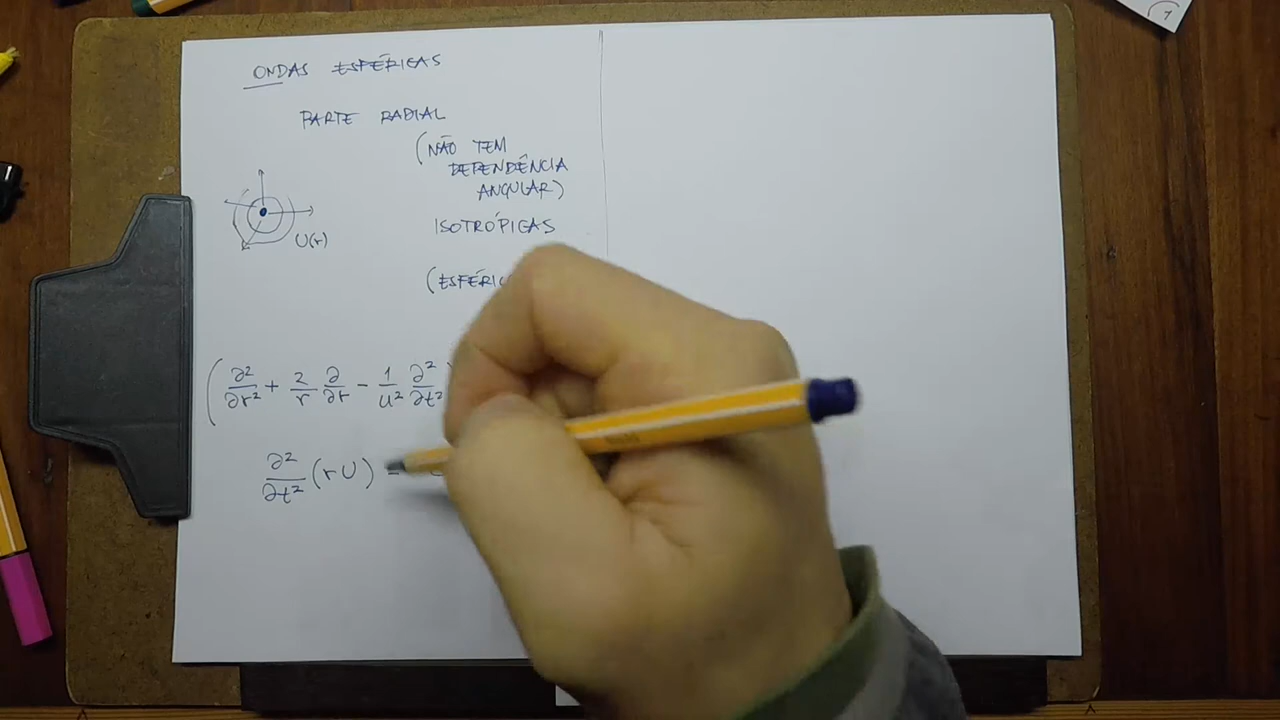 ONDAS ESFÉRICAS
PARTE RADIAL
(NÃO TEM
DEPENDÊNCIA
ANGULAR)
ISOTRÓPICAS
U(r)
(∂²/∂r² + 2/r ∂/∂r − 1/u² ∂²/∂t²
∂²/∂t² (rU) =